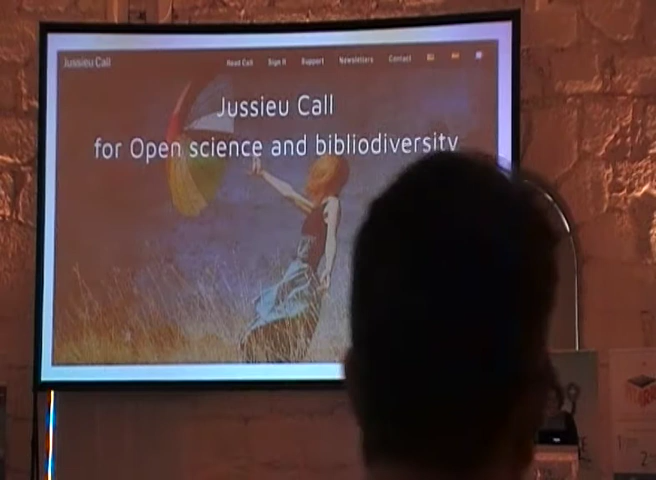 Jussieu Call
Read Call Sign it Support Newsletters Contact
Jussieu Call
for Open science and bibliodiversity